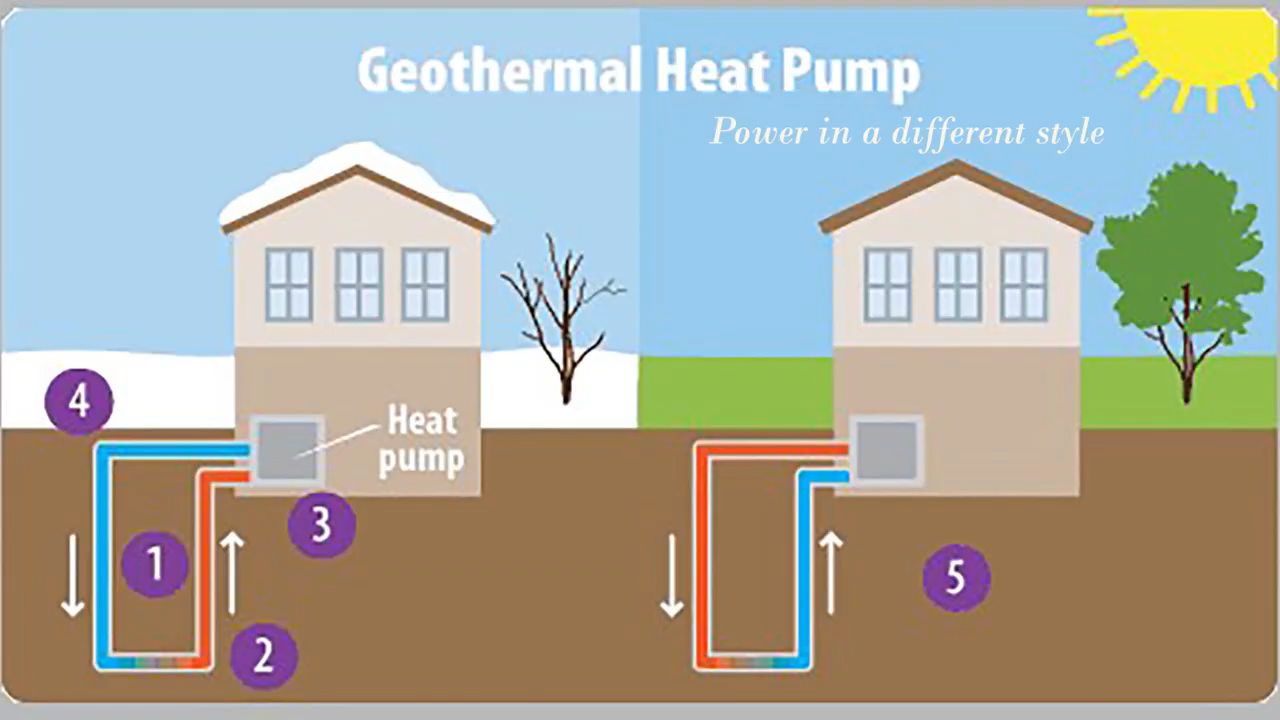 Geothermal Heat Pump
Power in a different style
4
Heat
pump
3
1
5
2